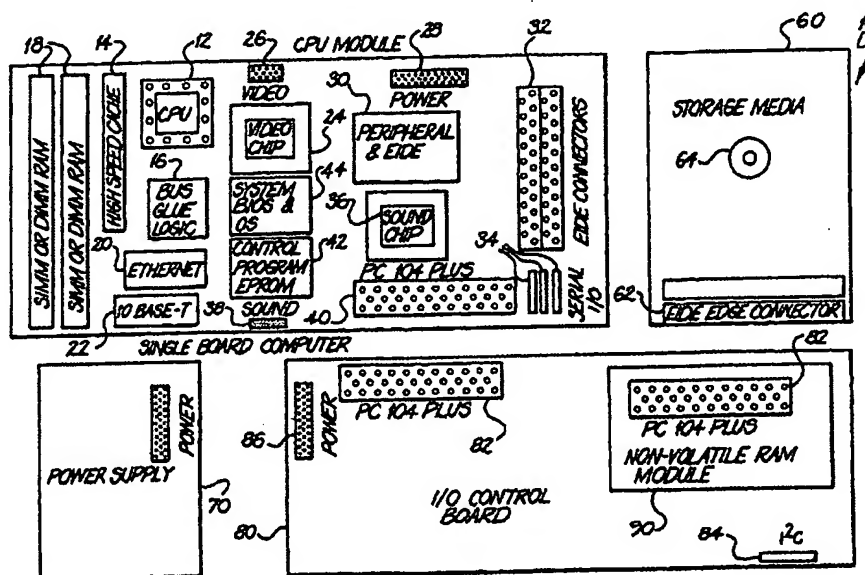 18
14
12
26
CPU MODULE
28
32
60
SIMM OR DIMM RAM
SIMM OR DIMM RAM
HIGH SPEED CACHE
CPU
VIDEO
24
VIDEO
CHIP
30
POWER
PERIPHERAL
& EIDE
EIDE CONNECTORS
STORAGE MEDIA
64
16
BUS
GLUE
LOGIC
44
SYSTEM
BIOS &
OS
36
SOUND
CHIP
20
ETHERNET
CONTROL
PROGRAM
EPROM
42
34
PC 104 PLUS
SERIAL
I/O
10 BASE-T
22
SOUND
38
40
62
EIDE EDGE CONNECTOR
SINGLE BOARD COMPUTER
POWER
POWER SUPPLY
70
86
POWER
PC 104 PLUS
82
82
PC 104 PLUS
NON-VOLATILE RAM
MODULE
90
80
I/O CONTROL
BOARD
84
I²C